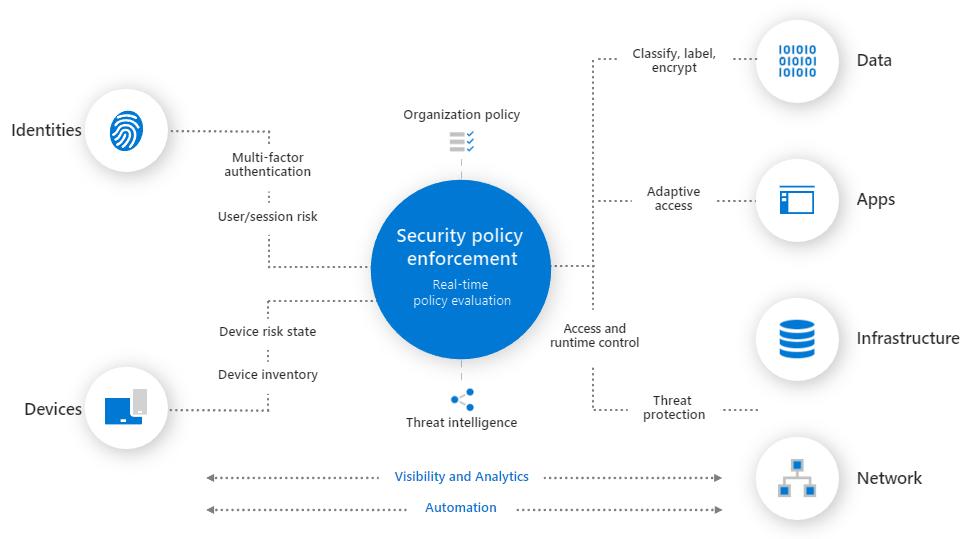 Identities
Multi-factor
authentication
User/session risk
Device risk state
Device inventory
Devices
Organization policy
Security policy
enforcement
Real-time
policy evaluation
Threat intelligence
Classify, label,
encrypt
Adaptive
access
Access and
runtime control
Threat
protection
101010
010101
101010
Data
Apps
Infrastructure
Network
Visibility and Analytics
Automation